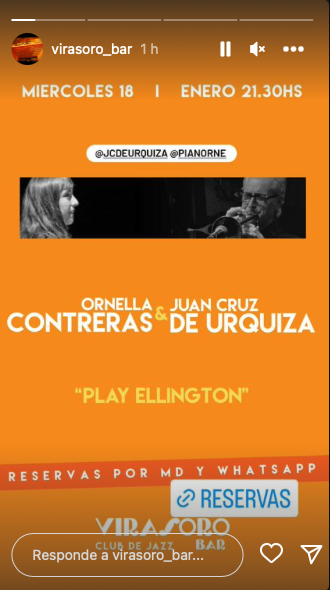 virasoro_bar 1 h
MIERCOLES 18 | ENERO 21.30HS
@JCDEURQUIZA @PIANORNE
ORNELLA & JUAN CRUZ
CONTRERAS DE URQUIZA
“PLAY ELLINGTON”
RESERVAS POR MD Y WHATSAPP
RESERVAS
VIRASORO
CLUB DE JAZZ BAR
Responde a virasoro_bar...